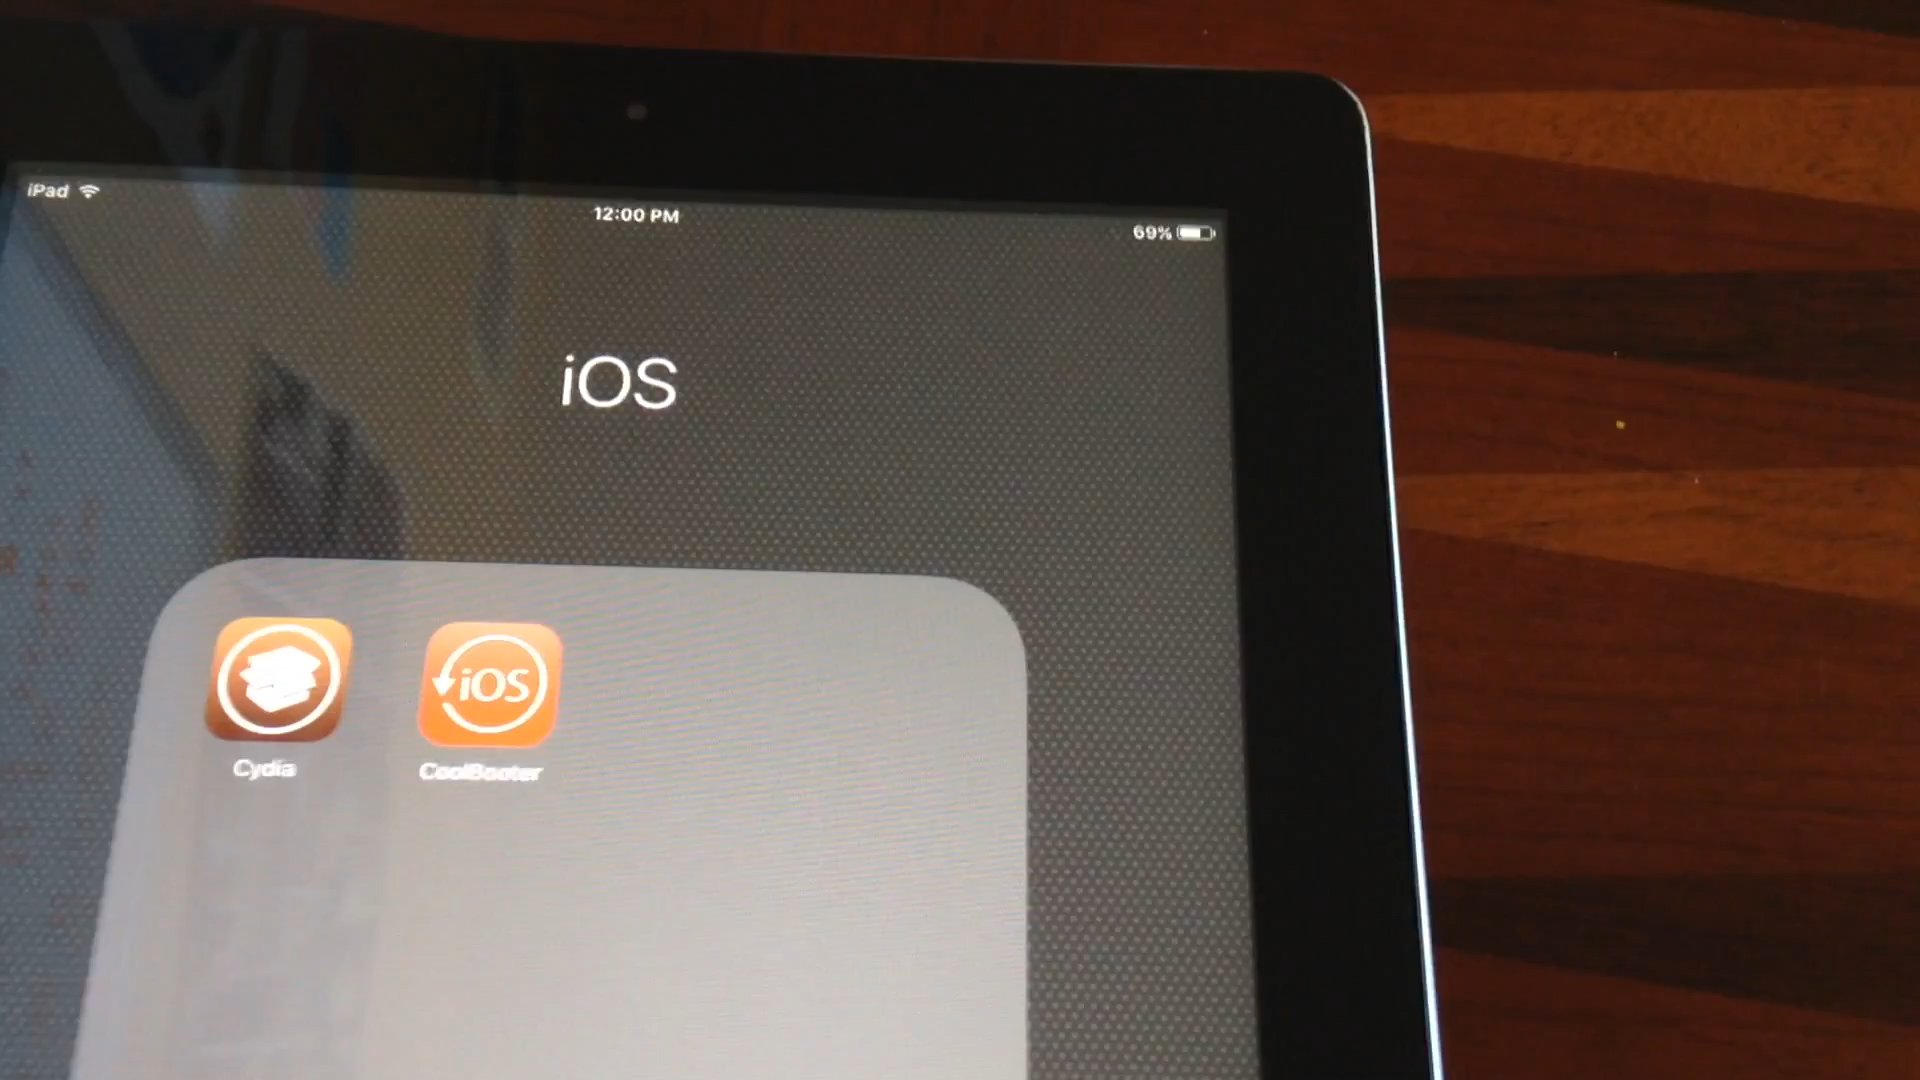 iPad
12:00 PM
69%
iOS
iOS
Cydia
CoolBooter